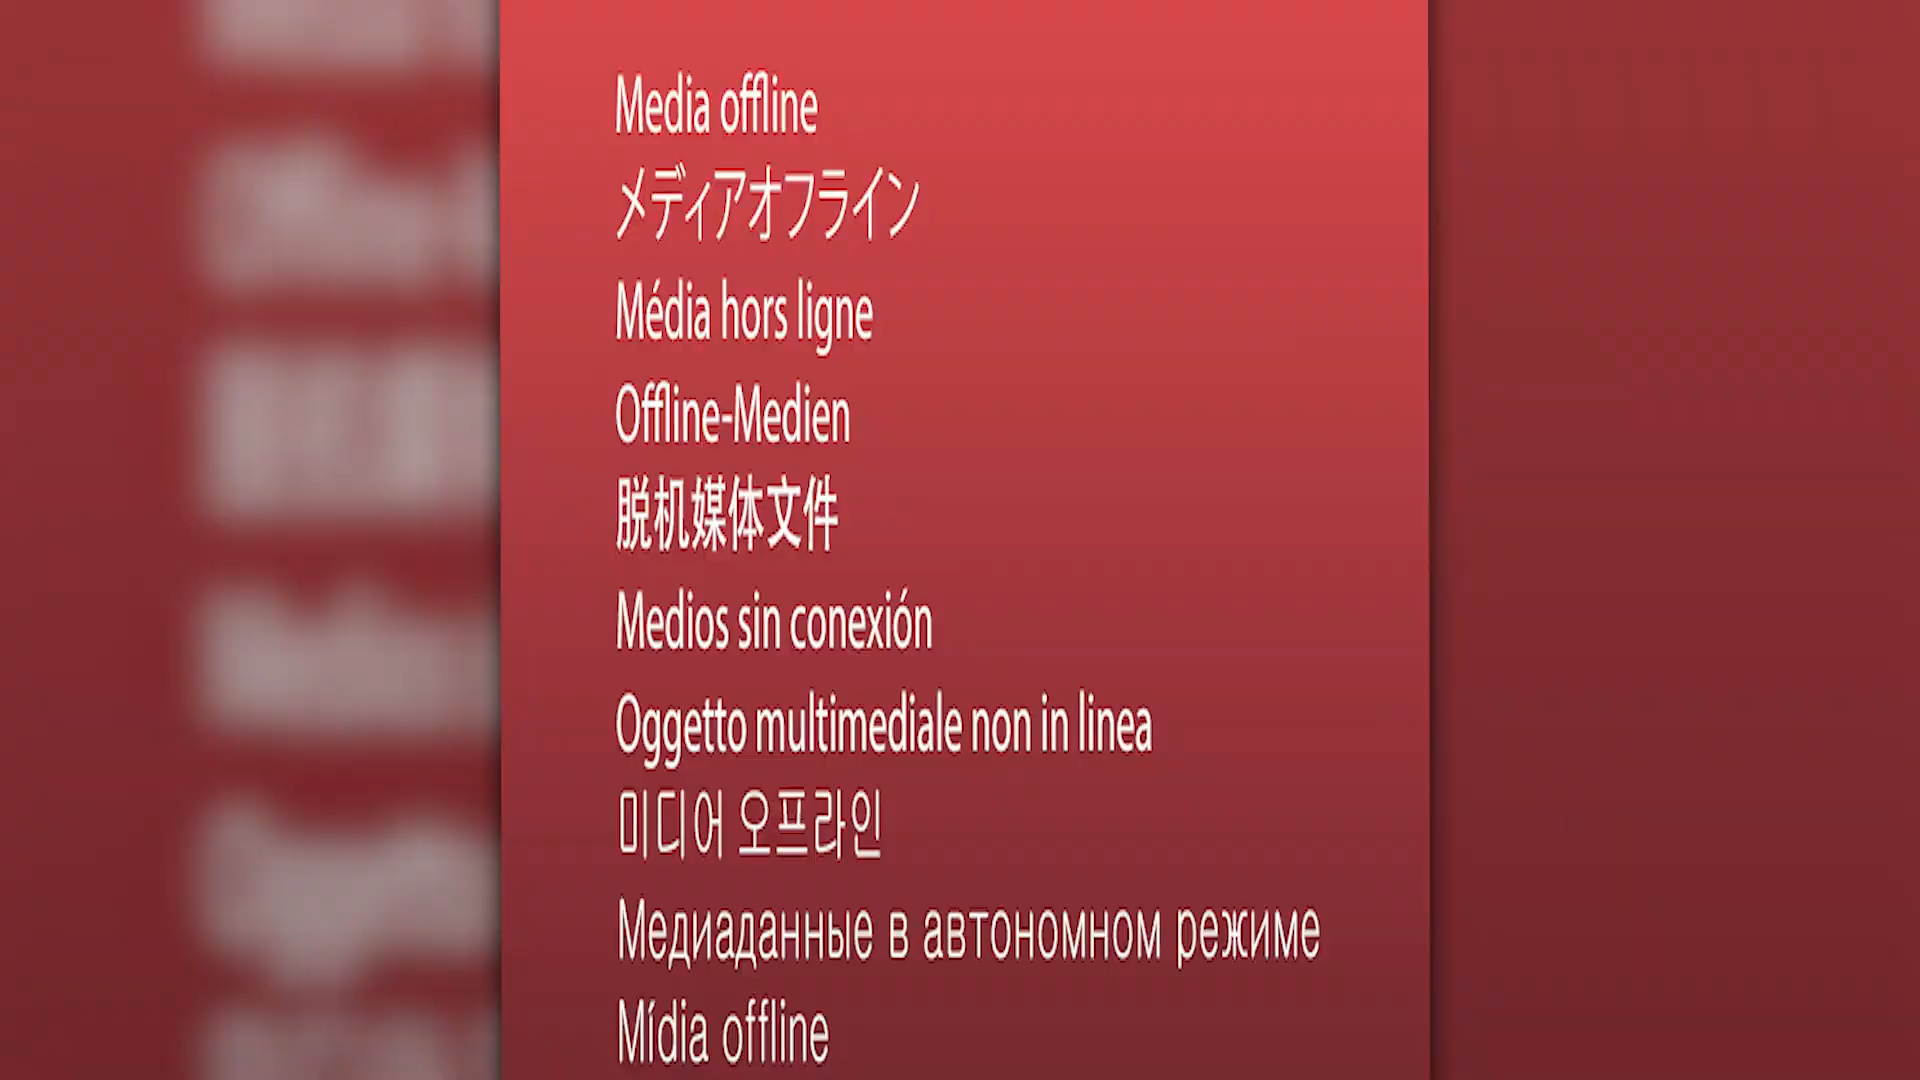 Media offline
メディアオフライン
Média hors ligne
Offline-Medien
脱机媒体文件
Medios sin conexión
Oggetto multimediale non in linea
미디어 오프라인
Медиаданные в автономном режиме
Mídia offline